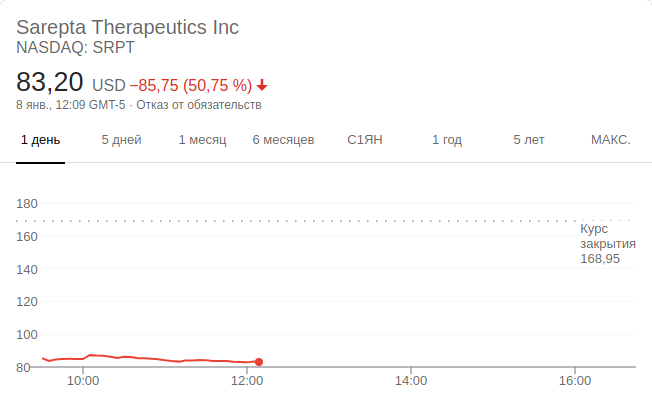 Sarepta Therapeutics Inc
NASDAQ: SRPT
83,20 USD −85,75 (50,75 %)
8 янв., 12:09 GMT-5 · Отказ от обязательств
1 день 5 дней 1 месяц 6 месяцев С1ЯН 1 год 5 лет МАКС.
180
160
Курс
закрытия
168,95
140
120
100
80
10:00 12:00 14:00 16:00